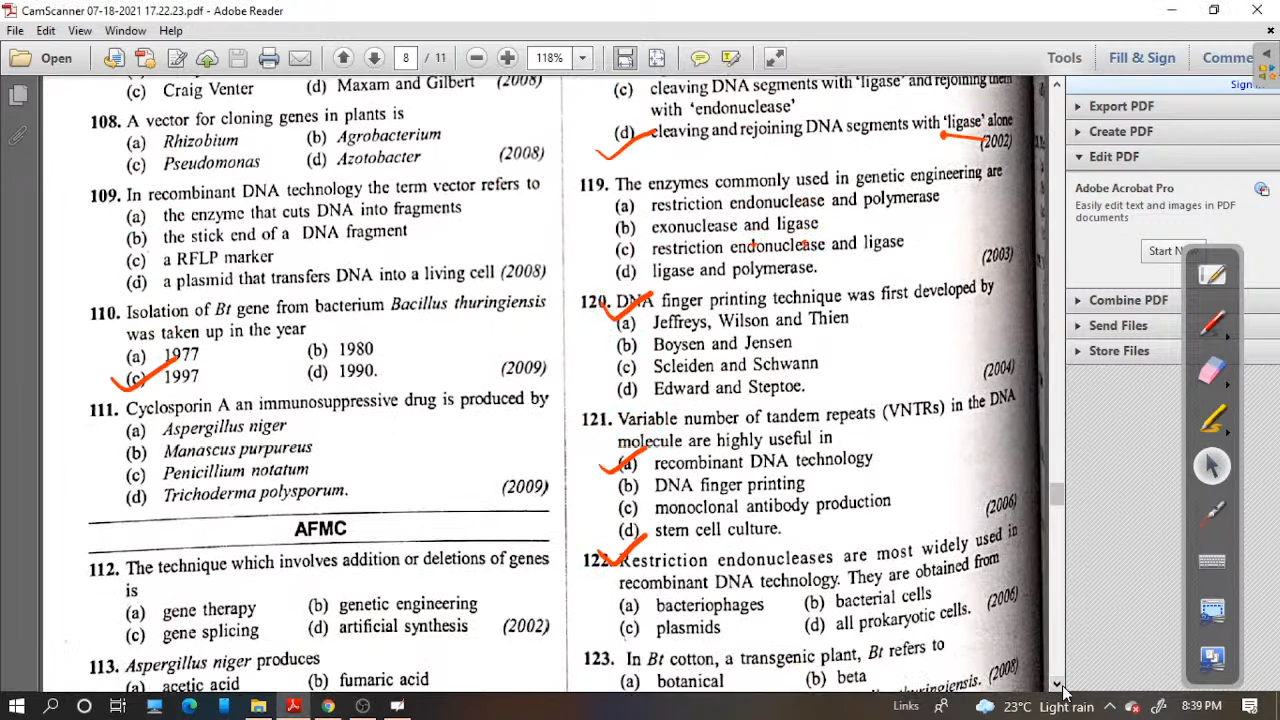 CamScanner 07-18-2021 17.22.23.pdf - Adobe Reader
File Edit View Window Help
Open 8 / 11 118% Tools Fill & Sign Comme
(c) Craig Venter (d) Maxam and Gilbert (2008)
108. A vector for cloning genes in plants is
(a) Rhizobium (b) Agrobacterium
(c) Pseudomonas (d) Azotobacter (2008)
109. In recombinant DNA technology the term vector refers to
(a) the enzyme that cuts DNA into fragments
(b) the stick end of a DNA fragment
(c) a RFLP marker
(d) a plasmid that transfers DNA into a living cell (2008)
110. Isolation of Bt gene from bacterium Bacillus thuringiensis
was taken up in the year
(a) 1977 (b) 1980
(c) 1997 (d) 1990. (2009)
111. Cyclosporin A an immunosuppressive drug is produced by
(a) Aspergillus niger
(b) Manascus purpureus
(c) Penicillium notatum
(d) Trichoderma polysporum. (2009)
AFMC
112. The technique which involves addition or deletions of genes
is
(a) gene therapy (b) genetic engineering
(c) gene splicing (d) artificial synthesis (2002)
113. Aspergillus niger produces
(a) acetic acid (b) fumaric acid
(c) cleaving DNA segments with 'ligase' and rejoining them
with 'endonuclease'
(d) cleaving and rejoining DNA segments with 'ligase' alone
(2002)
119. The enzymes commonly used in genetic engineering are
(a) restriction endonuclease and polymerase
(b) exonuclease and ligase
(c) restriction endonuclease and ligase
(d) ligase and polymerase. (2003)
120. DNA finger printing technique was first developed by
(a) Jeffreys, Wilson and Thien
(b) Boysen and Jensen
(c) Scleiden and Schwann
(d) Edward and Steptoe. (2004)
121. Variable number of tandem repeats (VNTRs) in the DNA
molecule are highly useful in
(a) recombinant DNA technology
(b) DNA finger printing
(c) monoclonal antibody production
(d) stem cell culture. (2006)
122. Restriction endonucleases are most widely used in
recombinant DNA technology. They are obtained from
(a) bacteriophages (b) bacterial cells
(c) plasmids (d) all prokaryotic cells. (2006)
123. In Bt cotton, a transgenic plant, Bt refers to
(a) botanical (b) beta
thuringiensis. (2008)
Sign
Export PDF
Create PDF
Edit PDF
Adobe Acrobat Pro
Easily edit text and images in PDF
documents
Start N
Combine PDF
Send Files
Store Files
Links 23°C Light rain 8:39 PM